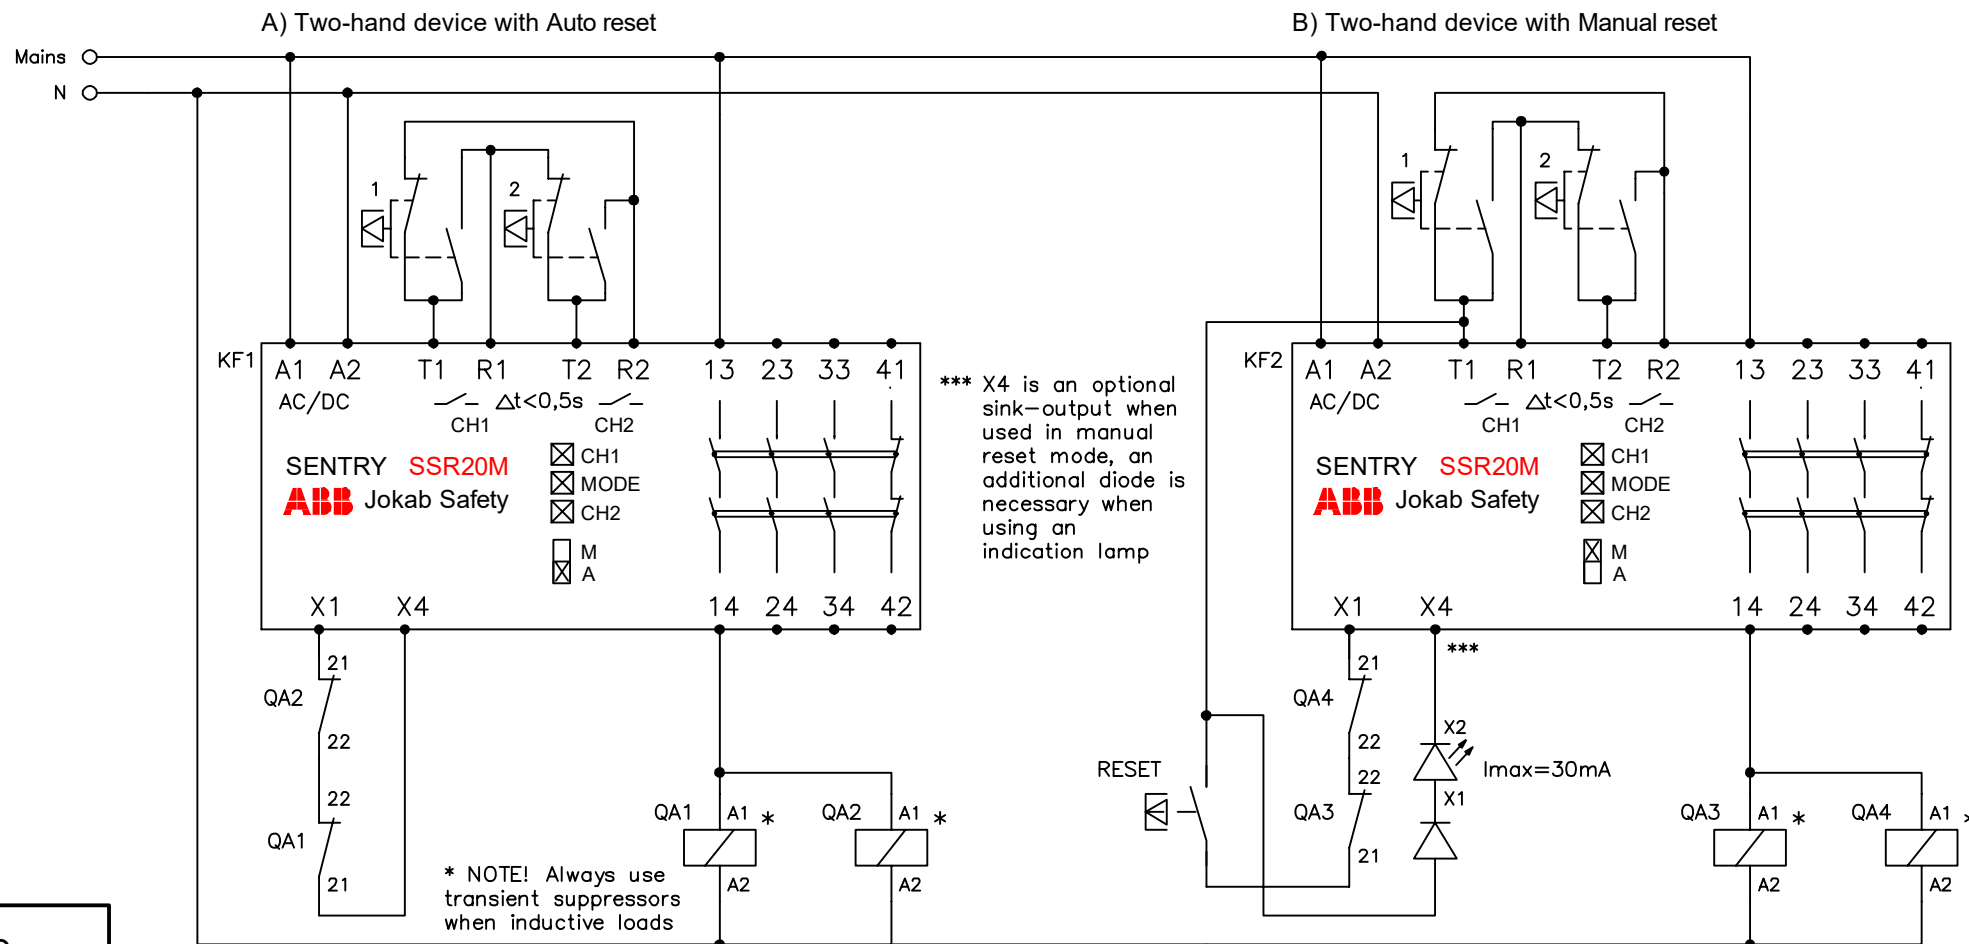 A) Two-hand device with Auto reset
B) Two-hand device with Manual reset
Mains
N
1
2
1
2
KF1
A1 A2 T1 R1 T2 R2 13 23 33 41
AC/DC
Δt<0,5s
CH1 CH2
SENTRY SSR20M
ABB Jokab Safety
CH1
MODE
CH2
M
A
X1 X4 14 24 34 42
*** X4 is an optional
sink-output when
used in manual
reset mode, an
additional diode is
necessary when
using an
indication lamp
KF2
A1 A2 T1 R1 T2 R2 13 23 33 41
AC/DC
Δt<0,5s
CH1 CH2
SENTRY SSR20M
ABB Jokab Safety
CH1
MODE
CH2
M
A
X1 X4 14 24 34 42
***
21
QA2
22
22
QA1
21
* NOTE! Always use
transient suppressors
when inductive loads
QA1 A1 *
A2
QA2 A1 *
A2
RESET
21
QA4
22
22
QA3
21
X2
Imax=30mA
X1
QA3 A1 *
A2
QA4 A1 *
A2